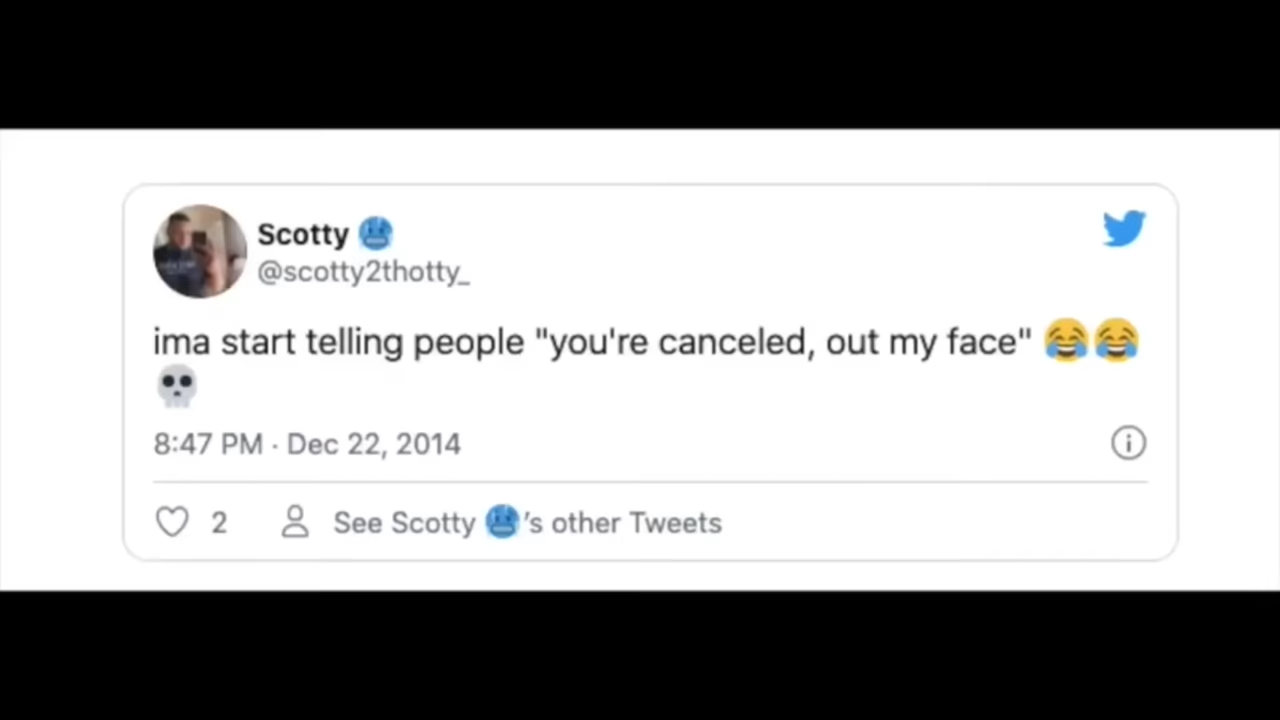 Scotty 🥶
@scotty2thotty_
ima start telling people "you're canceled, out my face" 😂😂
💀
8:47 PM · Dec 22, 2014
2 See Scotty 🥶's other Tweets